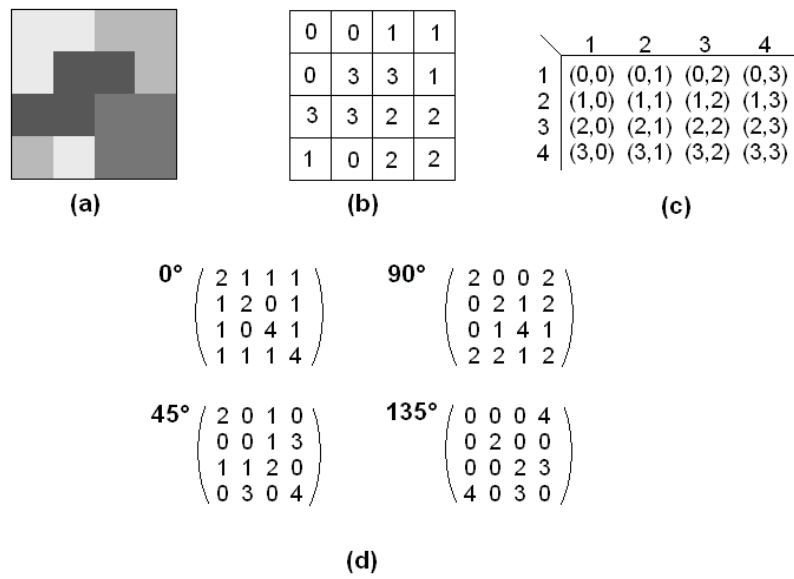 0 0 1 1
0 3 3 1
3 3 2 2
1 0 2 2
1 2 3 4
1 (0,0) (0,1) (0,2) (0,3)
2 (1,0) (1,1) (1,2) (1,3)
3 (2,0) (2,1) (2,2) (2,3)
4 (3,0) (3,1) (3,2) (3,3)
(a)
(b)
(c)
0°
2 1 1 1
1 2 0 1
1 0 4 1
1 1 1 4
90°
2 0 0 2
0 2 1 2
0 1 4 1
2 2 1 2
45°
2 0 1 0
0 0 1 3
1 1 2 0
0 3 0 4
135°
0 0 0 4
0 2 0 0
0 0 2 3
4 0 3 0
(d)